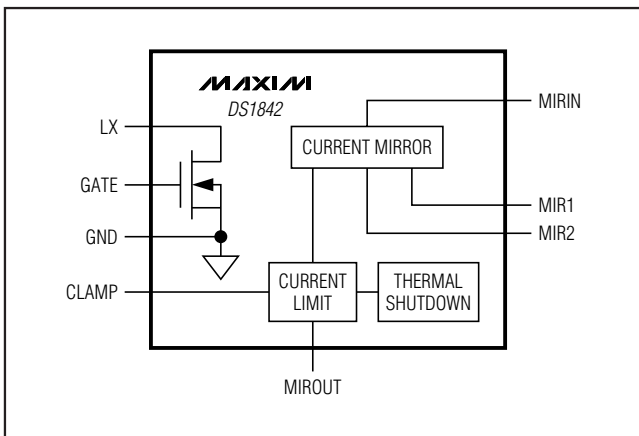 MAXIM
DS1842
LX
MIRIN
CURRENT MIRROR
GATE
MIR1
GND
MIR2
CLAMP
CURRENT
LIMIT
THERMAL
SHUTDOWN
MIROUT